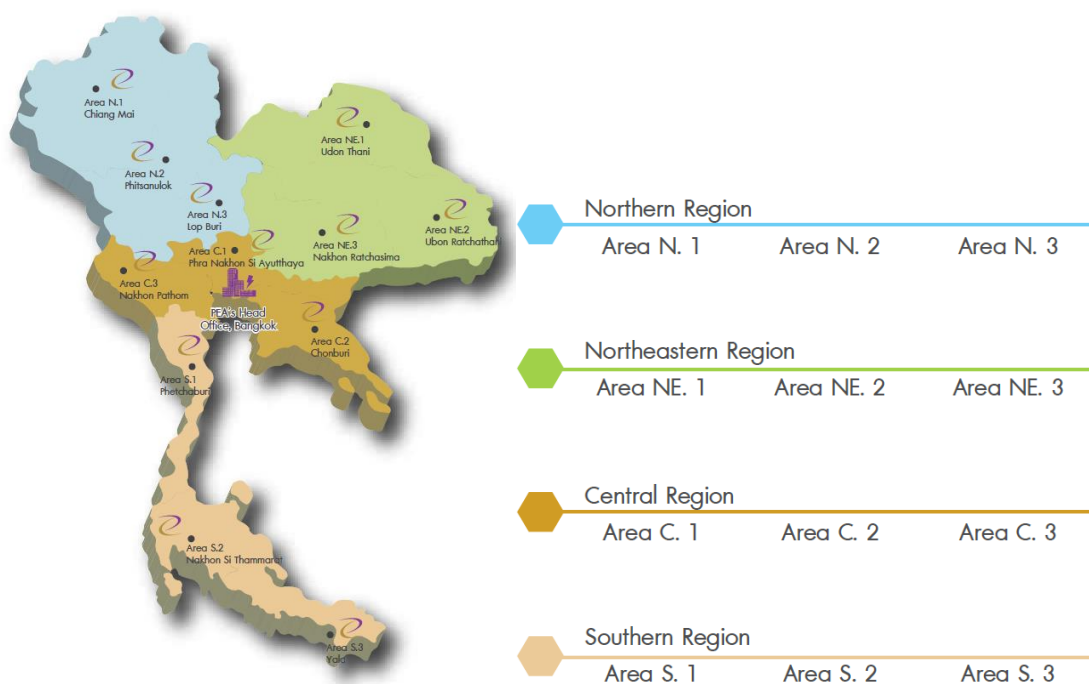 Area N.1
Chiang Mai
Area N.2
Phitsanulok
Area N.3
Lop Buri
Area NE.1
Udon Thani
Area NE.2
Ubon Ratchathani
Area NE.3
Nakhon Ratchasima
Area C.1
Phra Nakhon Si Ayutthaya
Area C.3
Nakhon Pathom
PEA's Head
Office, Bangkok
Area C.2
Chonburi
Area S.1
Phetchaburi
Area S.2
Nakhon Si Thammarat
Area S.3
Yala
Northern Region
Area N. 1 Area N. 2 Area N. 3
Northeastern Region
Area NE. 1 Area NE. 2 Area NE. 3
Central Region
Area C. 1 Area C. 2 Area C. 3
Southern Region
Area S. 1 Area S. 2 Area S. 3